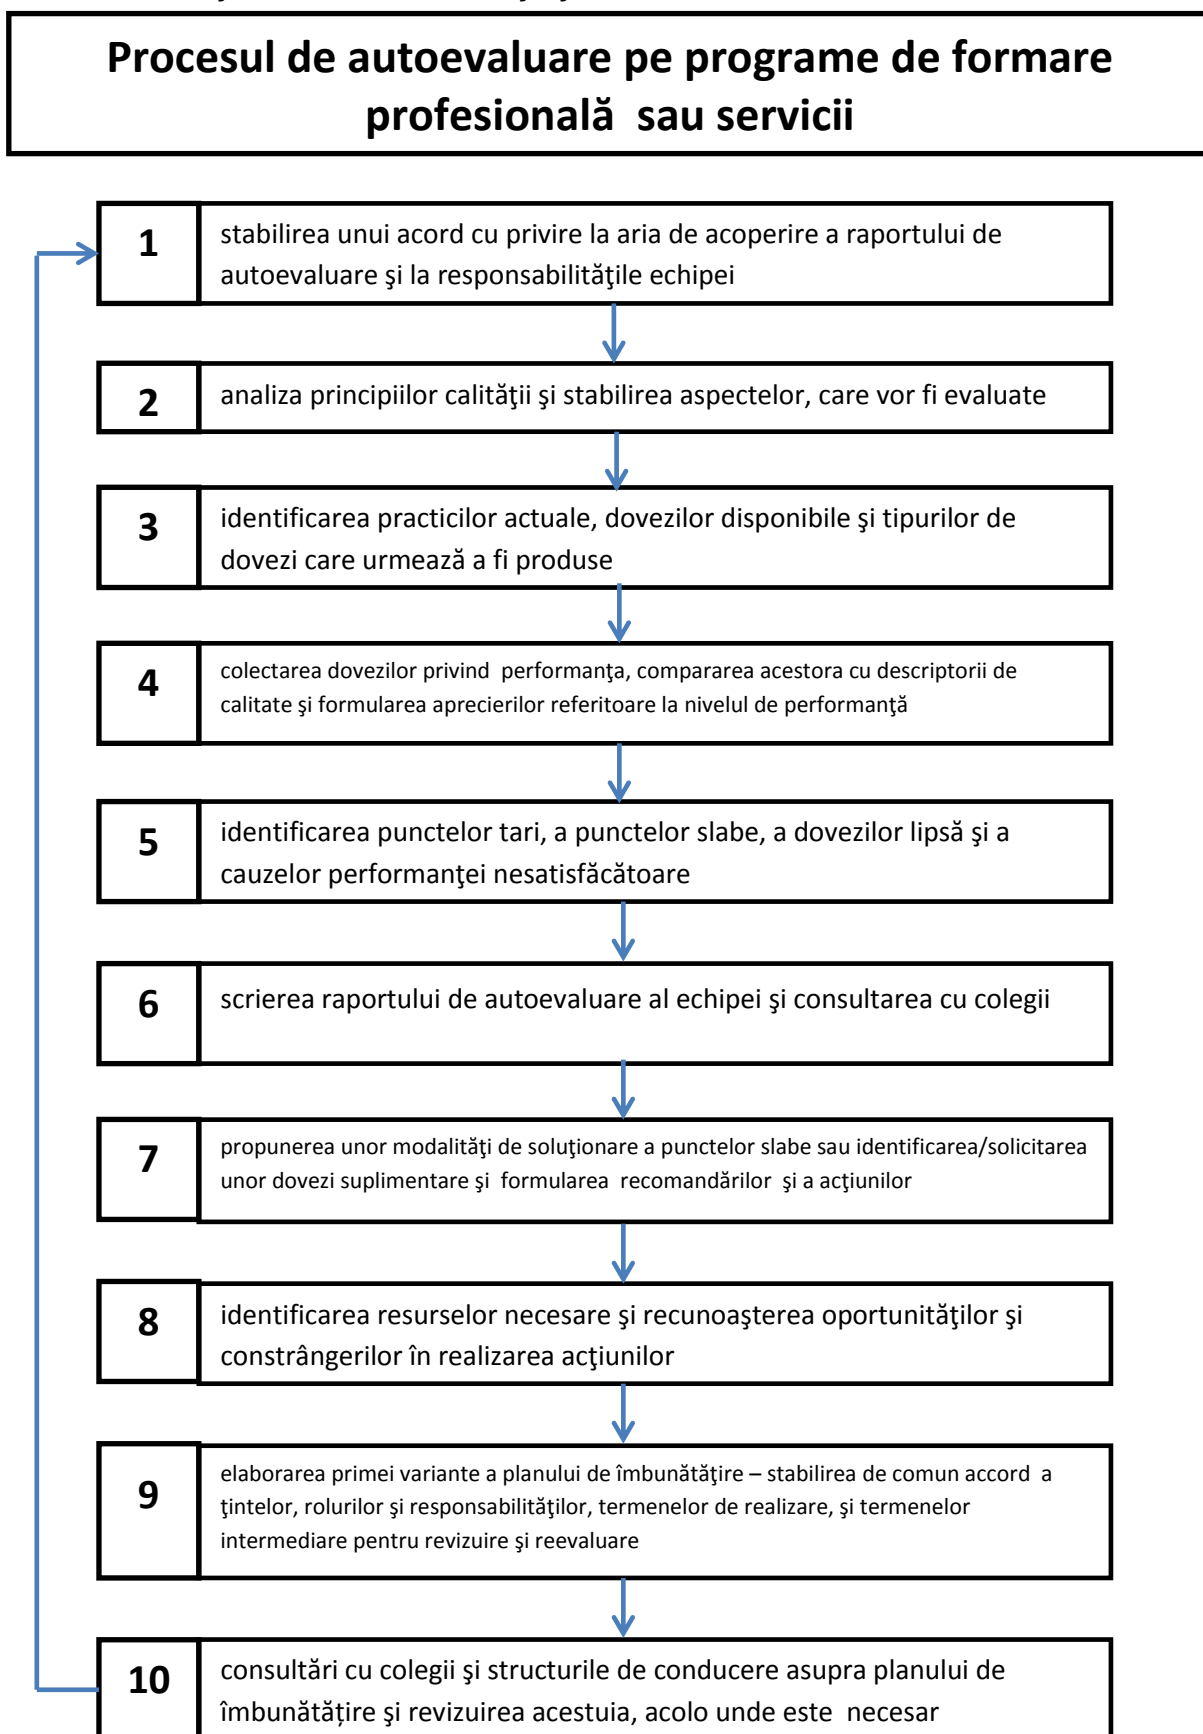 Procesul de autoevaluare pe programe de formare
profesională sau servicii
1
stabilirea unui acord cu privire la aria de acoperire a raportului de
autoevaluare şi la responsabilităţile echipei
2
analiza principiilor calităţii şi stabilirea aspectelor, care vor fi evaluate
3
identificarea practicilor actuale, dovezilor disponibile şi tipurilor de
dovezi care urmează a fi produse
4
colectarea dovezilor privind performanţa, compararea acestora cu descriptorii de
calitate şi formularea aprecierilor referitoare la nivelul de performanţă
5
identificarea punctelor tari, a punctelor slabe, a dovezilor lipsă şi a
cauzelor performanţei nesatisfăcătoare
6
scrierea raportului de autoevaluare al echipei şi consultarea cu colegii
7
propunerea unor modalităţi de soluţionare a punctelor slabe sau identificarea/solicitarea
unor dovezi suplimentare şi formularea recomandărilor şi a acţiunilor
8
identificarea resurselor necesare şi recunoaşterea oportunităţilor şi
constrângerilor în realizarea acţiunilor
9
elaborarea primei variante a planului de îmbunătăţire – stabilirea de comun accord a
ţintelor, rolurilor şi responsabilităţilor, termenelor de realizare, şi termenelor
intermediare pentru revizuire şi reevaluare
10
consultări cu colegii şi structurile de conducere asupra planului de
îmbunătățire şi revizuirea acestuia, acolo unde este necesar